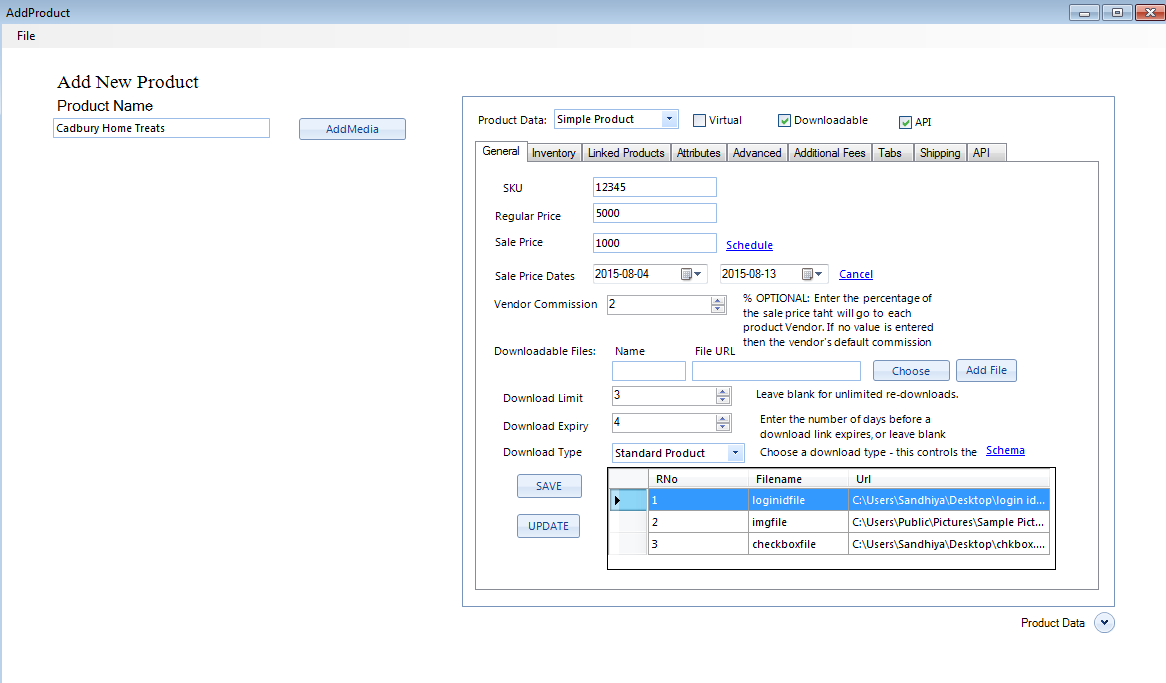 AddProduct
File
Add New Product
Product Name
Cadbury Home Treats
AddMedia
Product Data: Simple Product Virtual Downloadable API
General Inventory Linked Products Attributes Advanced Additional Fees Tabs Shipping API
SKU 12345
Regular Price 5000
Sale Price 1000 Schedule
Sale Price Dates 2015-08-04 2015-08-13 Cancel
Vendor Commission 2
% OPTIONAL: Enter the percentage of
the sale price taht will go to each
product Vendor. If no value is entered
then the vendor's default commission
Downloadable Files: Name File URL
Choose Add File
Download Limit 3 Leave blank for unlimited re-downloads.
Download Expiry 4 Enter the number of days before a
download link expires, or leave blank
Download Type Standard Product Choose a download type - this controls the Schema
SAVE
UPDATE
RNo Filename Url
1 loginidfile C:\Users\Sandhiya\Desktop\login id...
2 imgfile C:\Users\Public\Pictures\Sample Pict...
3 checkboxfile C:\Users\Sandhiya\Desktop\chkbox....
Product Data